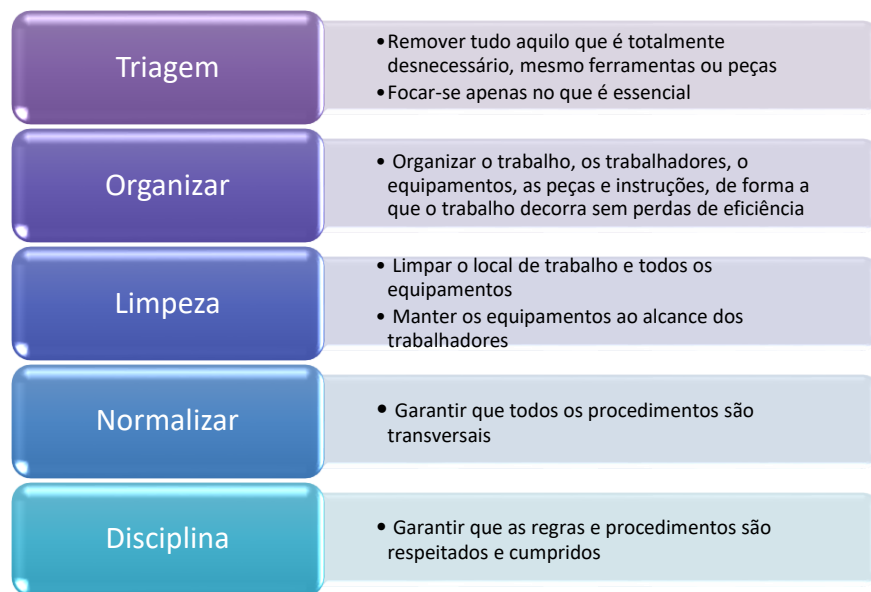 Triagem
•Remover tudo aquilo que é totalmente
desnecessário, mesmo ferramentas ou peças
•Focar-se apenas no que é essencial
Organizar
• Organizar o trabalho, os trabalhadores, o
equipamentos, as peças e instruções, de forma a
que o trabalho decorra sem perdas de eficiência
Limpeza
• Limpar o local de trabalho e todos os
equipamentos
• Manter os equipamentos ao alcance dos
trabalhadores
Normalizar
• Garantir que todos os procedimentos são
transversais
Disciplina
• Garantir que as regras e procedimentos são
respeitados e cumpridos